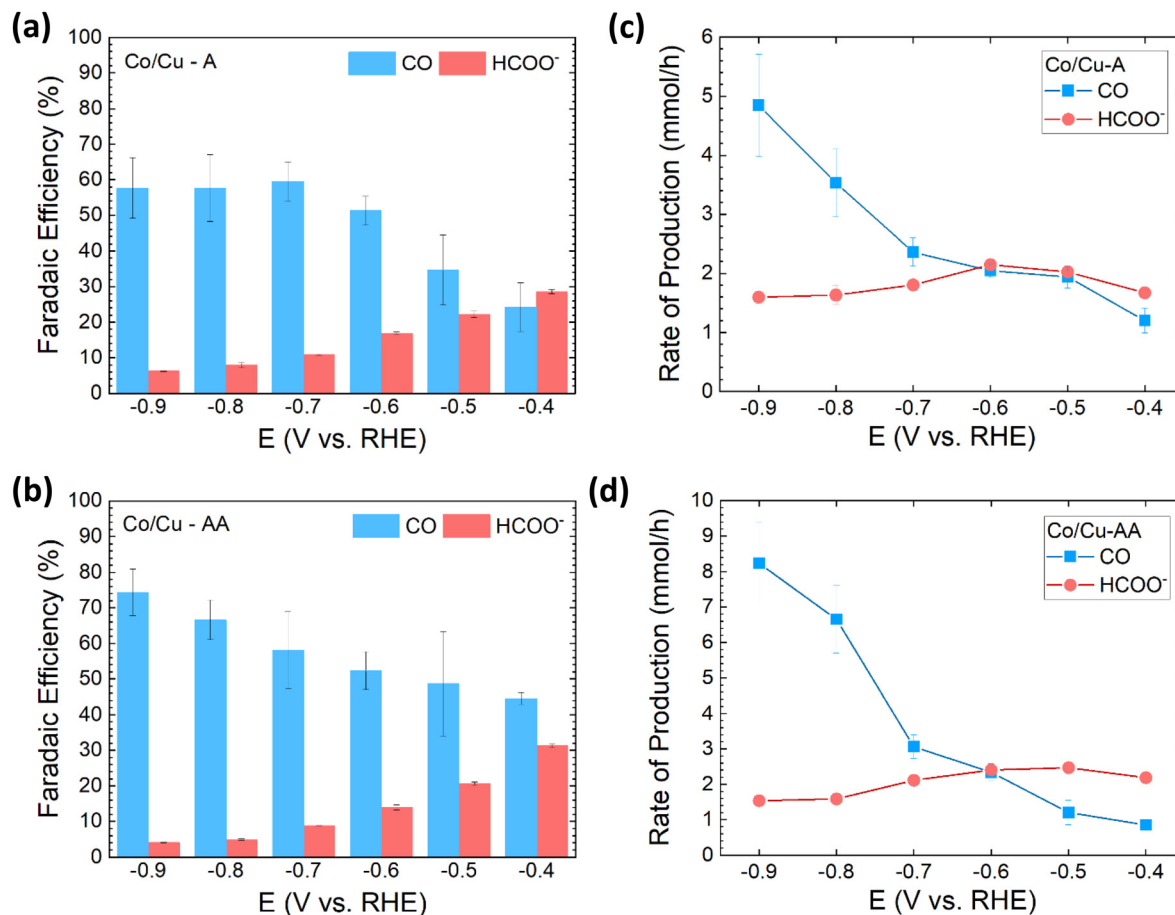 (a)
Co/Cu - A
CO
HCOO⁻
Faradaic Efficiency (%)
100
90
80
70
60
50
40
30
20
10
0
-0.9 -0.8 -0.7 -0.6 -0.5 -0.4
E (V vs. RHE)
(c)
Co/Cu-A
CO
HCOO⁻
Rate of Production (mmol/h)
6
5
4
3
2
1
0
-0.9 -0.8 -0.7 -0.6 -0.5 -0.4
E (V vs. RHE)
(b)
Co/Cu - AA
CO
HCOO⁻
Faradaic Efficiency (%)
100
90
80
70
60
50
40
30
20
10
0
-0.9 -0.8 -0.7 -0.6 -0.5 -0.4
E (V vs. RHE)
(d)
Co/Cu-AA
CO
HCOO⁻
Rate of Production (mmol/h)
10
9
8
7
6
5
4
3
2
1
0
-0.9 -0.8 -0.7 -0.6 -0.5 -0.4
E (V vs. RHE)